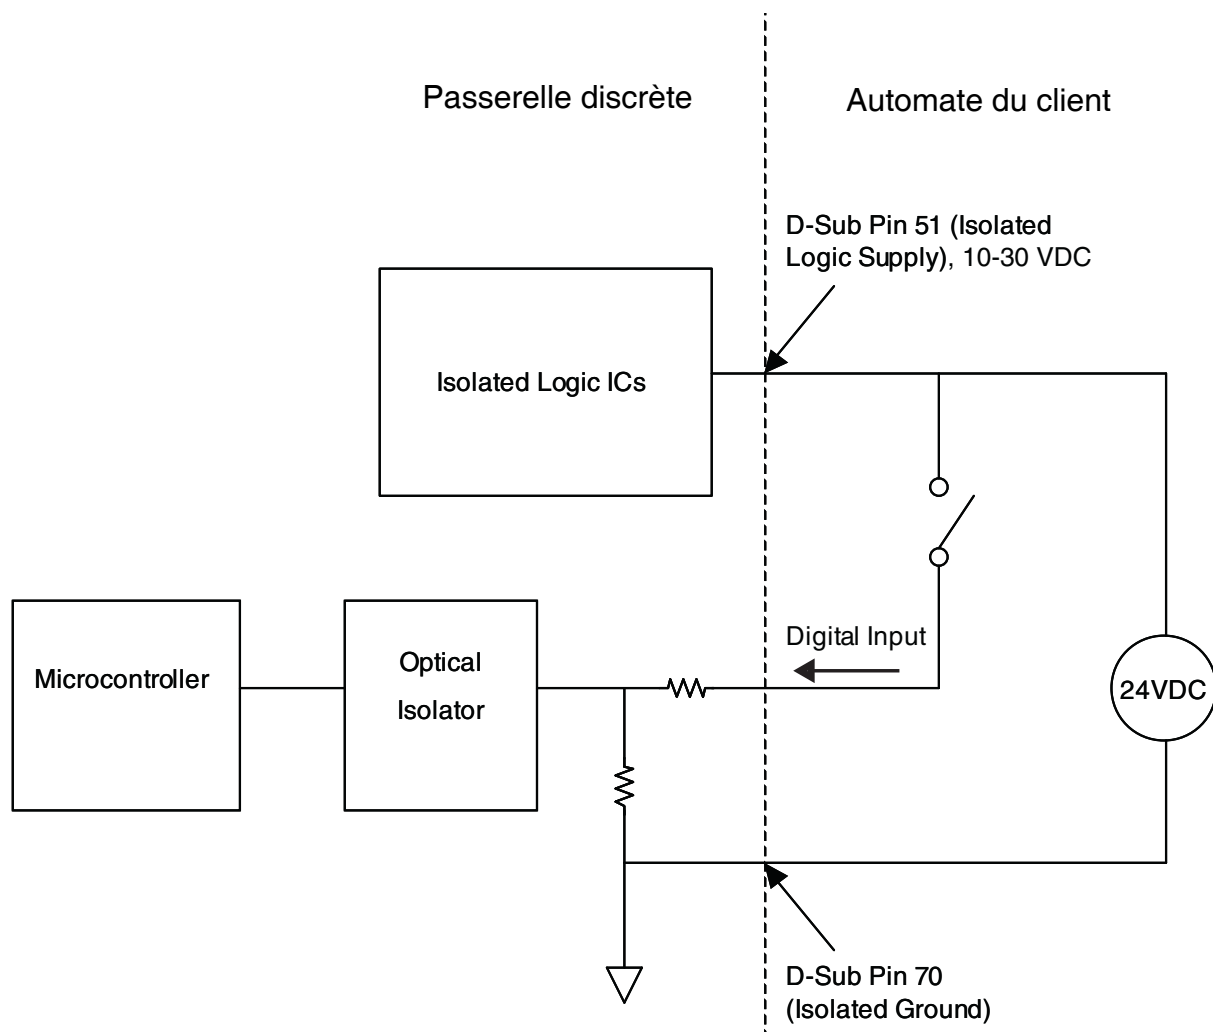 Passerelle discrète
Automate du client
D-Sub Pin 51 (Isolated
Logic Supply), 10-30 VDC
Isolated Logic ICs
Digital Input
Microcontroller
Optical
Isolator
24VDC
D-Sub Pin 70
(Isolated Ground)